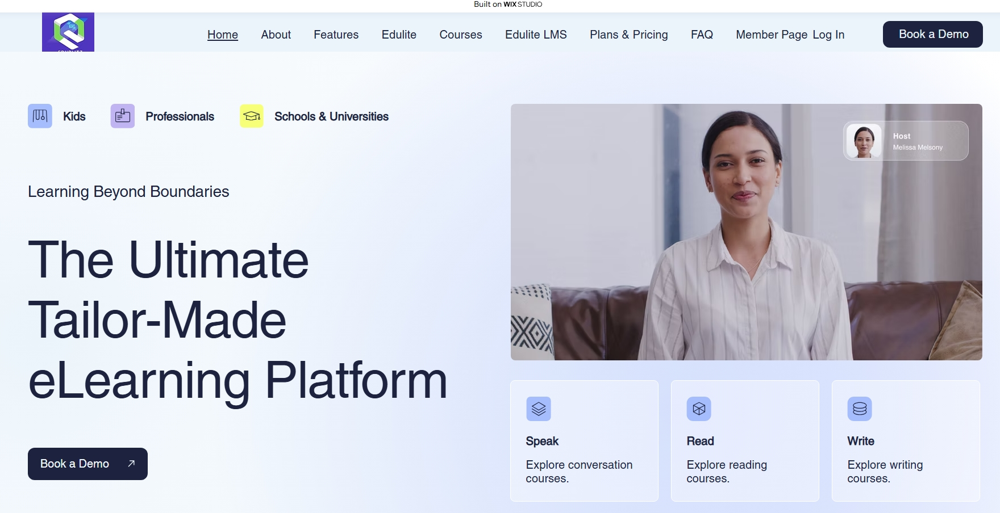 Built on WIX STUDIO
Home About Features Edulite Courses Edulite LMS Plans & Pricing FAQ Member Page Log In Book a Demo
Kids Professionals Schools & Universities
Host
Melissa Melsony
Learning Beyond Boundaries
The Ultimate
Tailor-Made
eLearning Platform
Book a Demo
Speak
Explore conversation
courses.
Read
Explore reading
courses.
Write
Explore writing
courses.